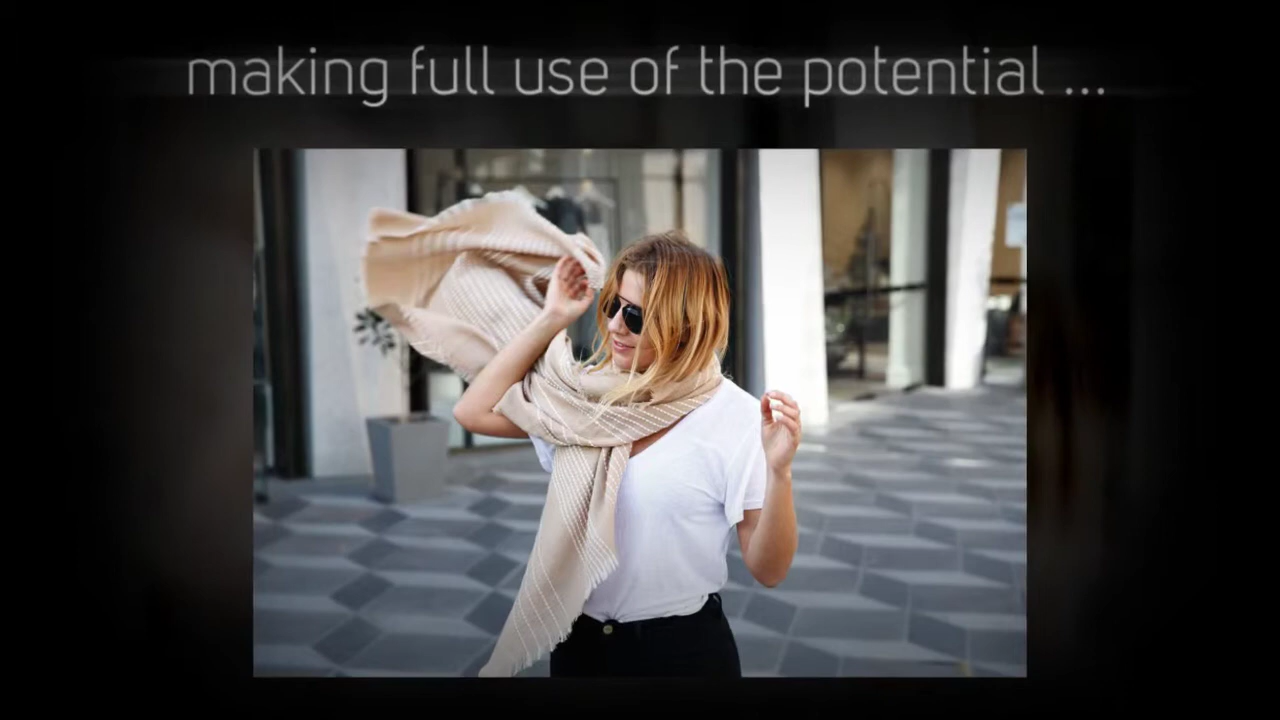 making full use of the potential ...